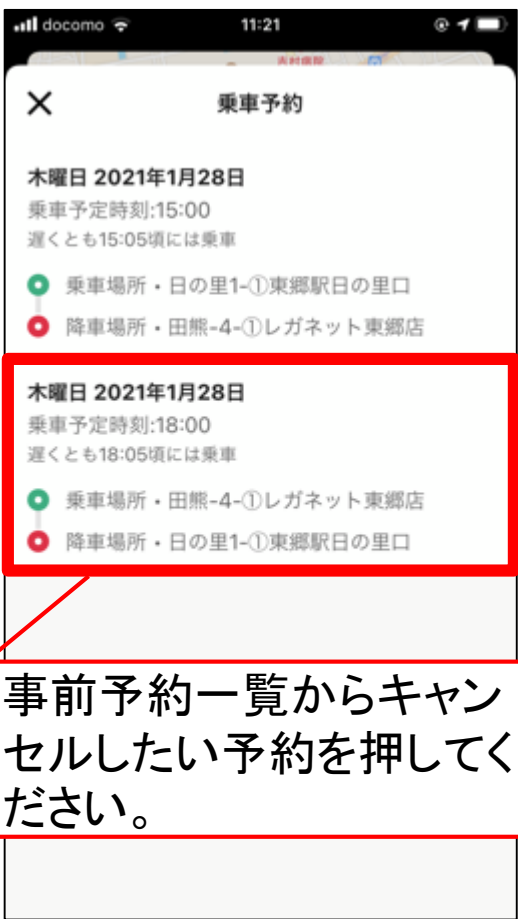 docomo 11:21
吉村病院
乗車予約
木曜日 2021年1月28日
乗車予定時刻:15:00
遅くとも15:05頃には乗車
乗車場所・日の里1-①東郷駅日の里口
降車場所・田熊-4-①レガネット東郷店
木曜日 2021年1月28日
乗車予定時刻:18:00
遅くとも18:05頃には乗車
乗車場所・田熊-4-①レガネット東郷店
降車場所・日の里1-①東郷駅日の里口
事前予約一覧からキャン
セルしたい予約を押してく
ださい。